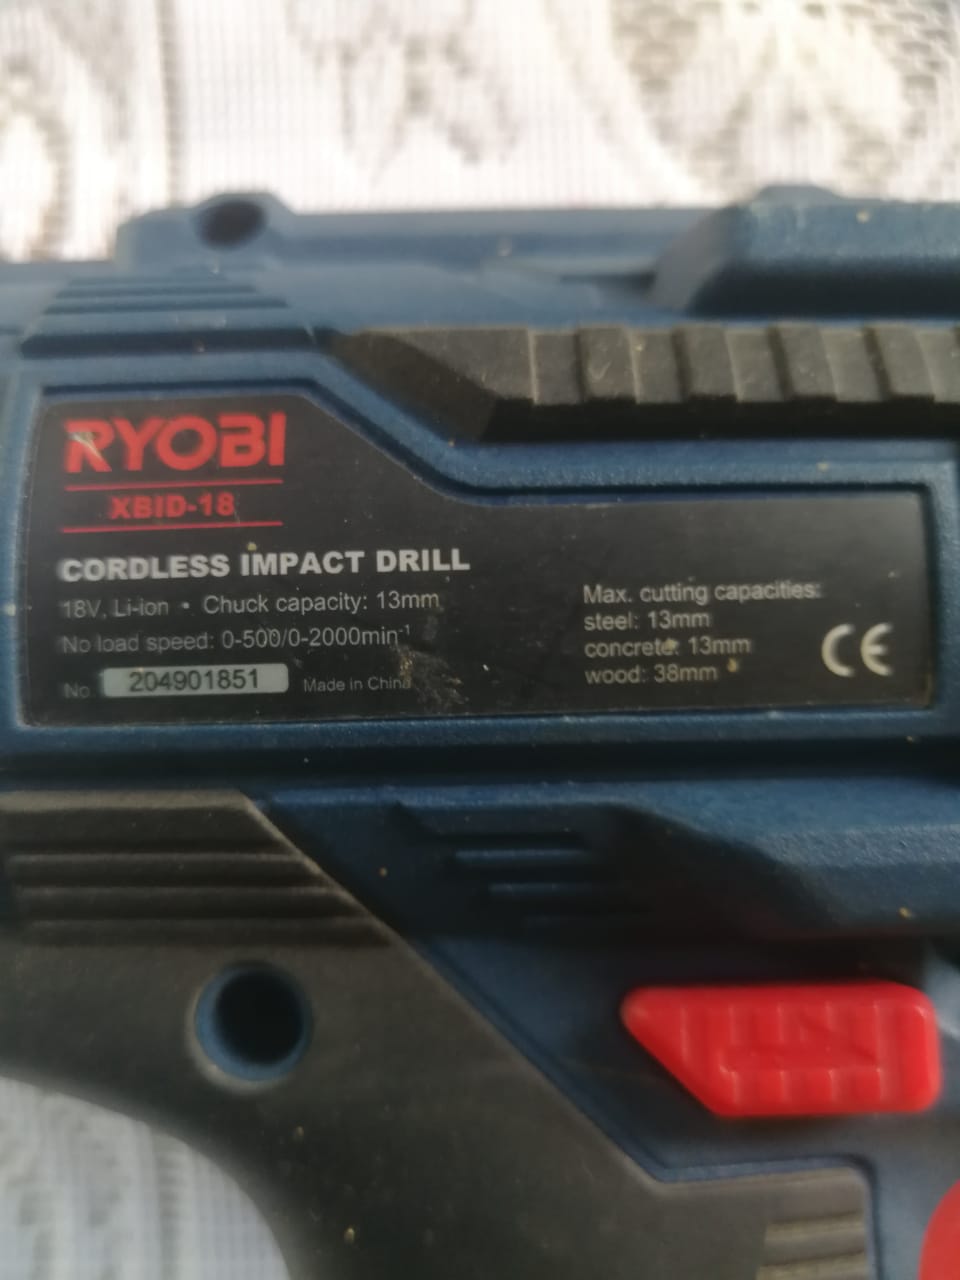 RYOBI
XBID-18
CORDLESS IMPACT DRILL
18V, Li-ion • Chuck capacity: 13mm
No load speed: 0-500/0-2000min⁻¹
No. 204901851 Made in China
Max. cutting capacities:
steel: 13mm
concrete: 13mm
wood: 38mm
CE